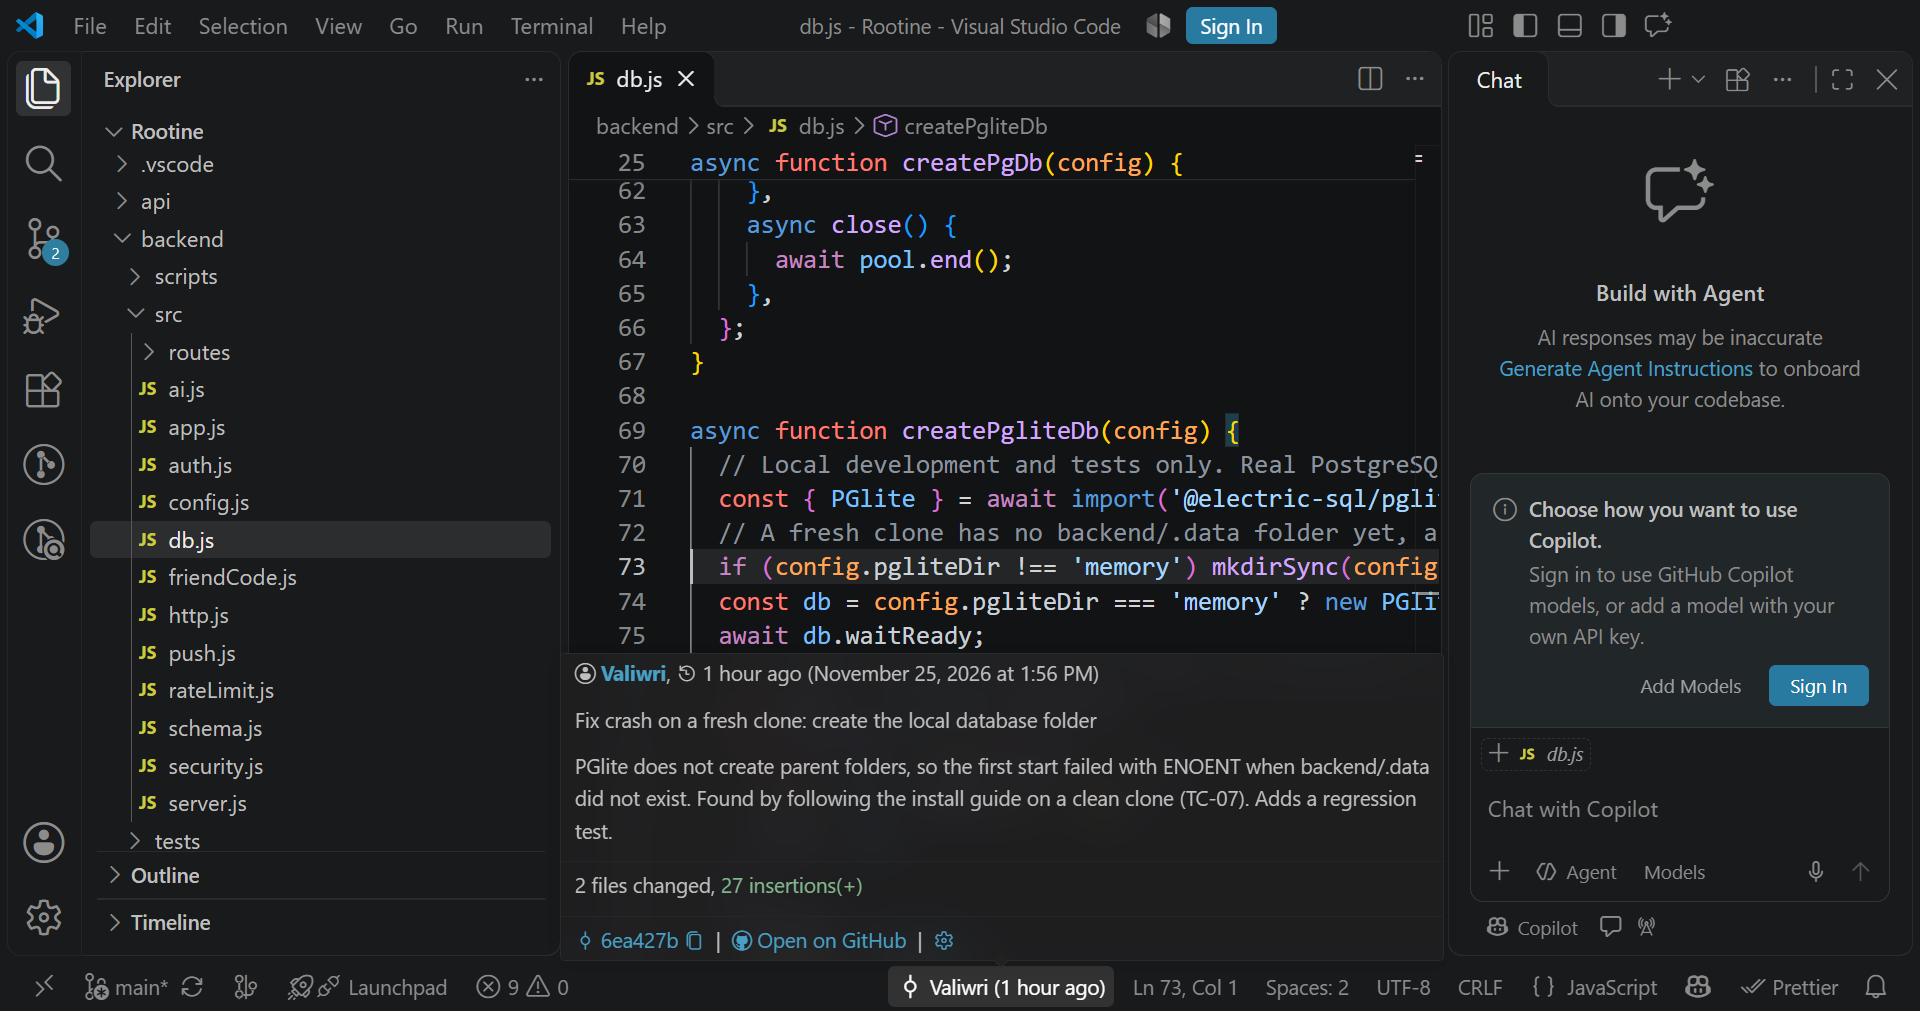 File Edit Selection View Go Run Terminal Help
db.js - Rootine - Visual Studio Code
Sign In
Explorer
Rootine
.vscode
api
backend
scripts
src
routes
JS ai.js
JS app.js
JS auth.js
JS config.js
JS db.js
JS friendCode.js
JS http.js
JS push.js
JS rateLimit.js
JS schema.js
JS security.js
JS server.js
tests
Outline
Timeline
2
JS db.js
backend > src > JS db.js > createPgliteDb
25 async function createPgDb(config) {
62 },
63 async close() {
64 await pool.end();
65 },
66 };
67 }
68
69 async function createPgliteDb(config) {
70 // Local development and tests only. Real PostgreSQ
71 const { PGlite } = await import('@electric-sql/pgli
72 // A fresh clone has no backend/.data folder yet, a
73 if (config.pgliteDir !== 'memory') mkdirSync(config
74 const db = config.pgliteDir === 'memory' ? new PGli
75 await db.waitReady;
Valiwri, 1 hour ago (November 25, 2026 at 1:56 PM)
Fix crash on a fresh clone: create the local database folder
PGlite does not create parent folders, so the first start failed with ENOENT when backend/.data
did not exist. Found by following the install guide on a clean clone (TC-07). Adds a regression
test.
2 files changed, 27 insertions(+)
6ea427b | Open on GitHub |
Chat
Build with Agent
AI responses may be inaccurate
Generate Agent Instructions to onboard
AI onto your codebase.
Choose how you want to use
Copilot.
Sign in to use GitHub Copilot
models, or add a model with your
own API key.
Add Models Sign In
JS db.js
Chat with Copilot
Agent Models
Copilot
main* Launchpad 9 0 Valiwri (1 hour ago) Ln 73, Col 1 Spaces: 2 UTF-8 CRLF { } JavaScript Prettier